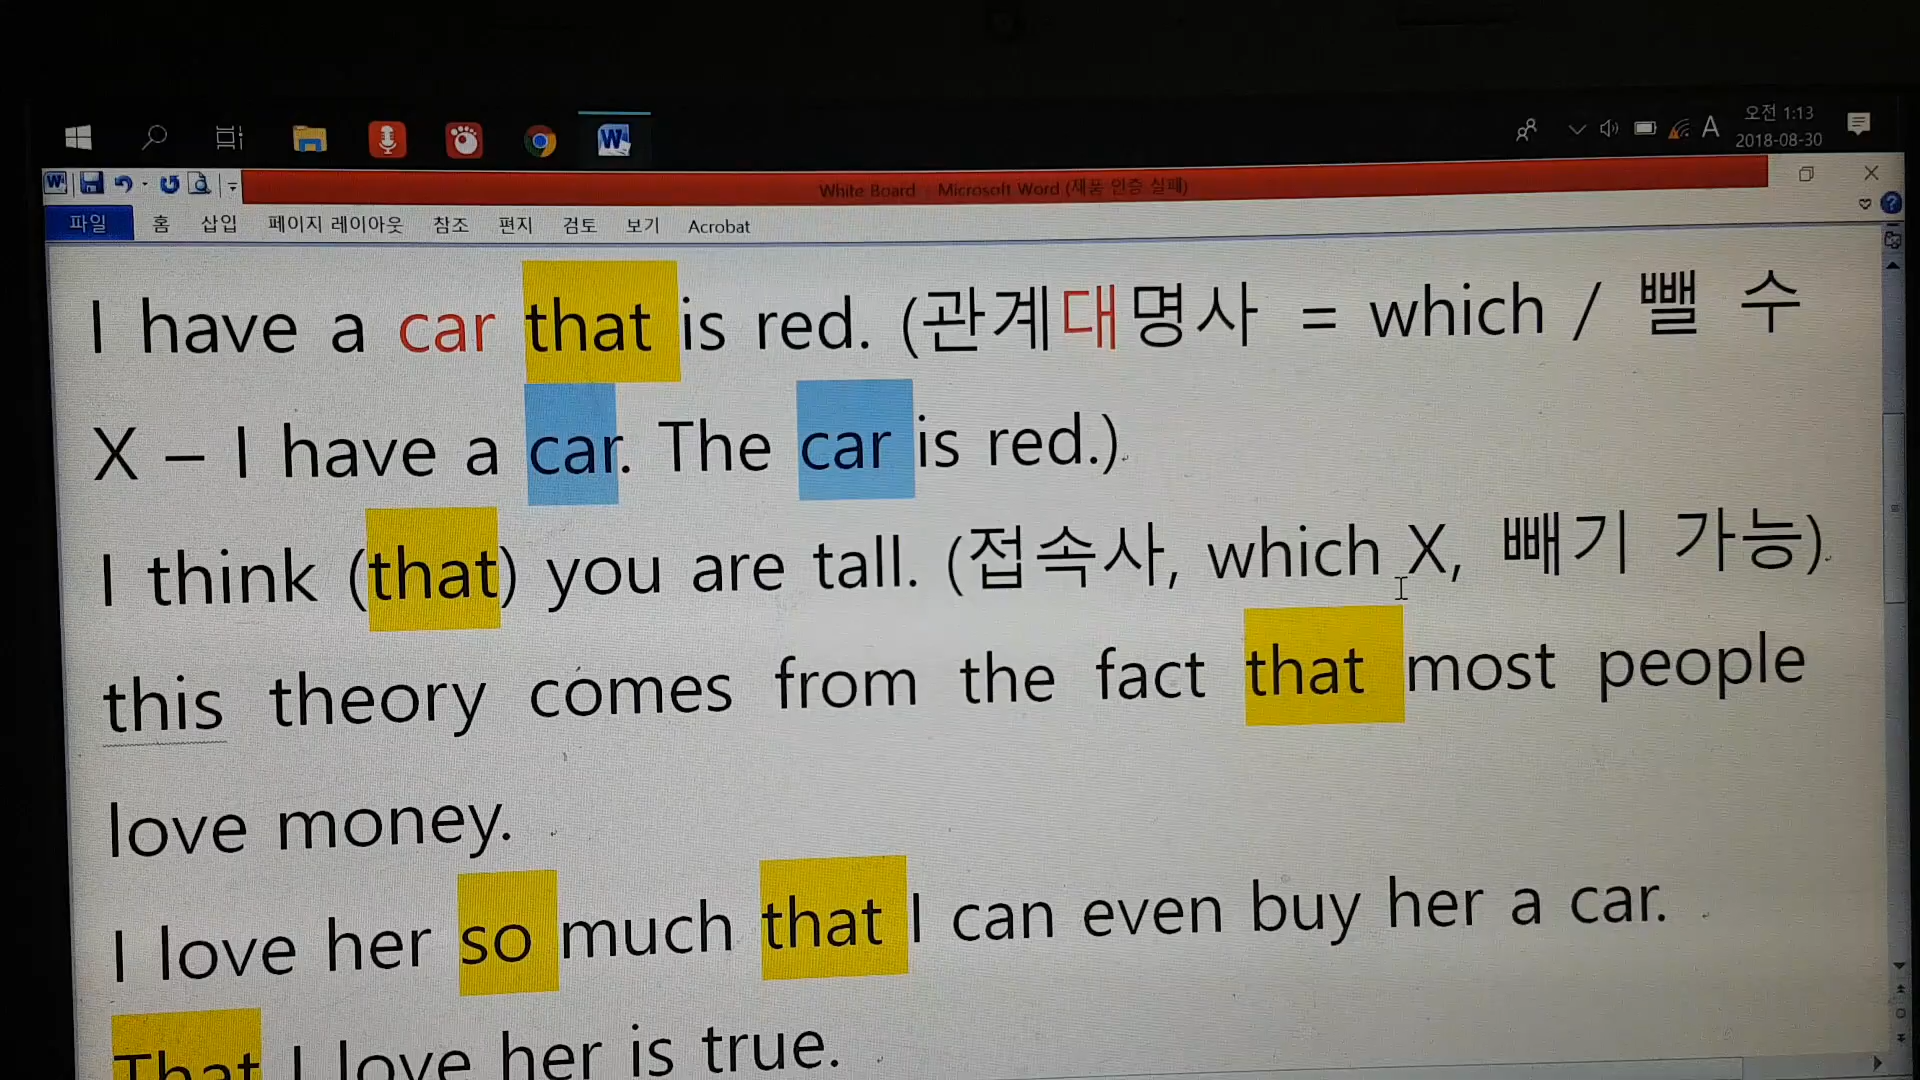 오전 1:13
2018-08-30
White Board - Microsoft Word (제품 인증 실패)
파일 홈 삽입 페이지 레이아웃 참조 편지 검토 보기 Acrobat
I have a car that is red. (관계대명사 = which / 뺄 수
X – I have a car. The car is red.)
I think (that) you are tall. (접속사, which X, 빼기 가능)
this theory comes from the fact that most people
love money.
I love her so much that I can even buy her a car.
That I love her is true.